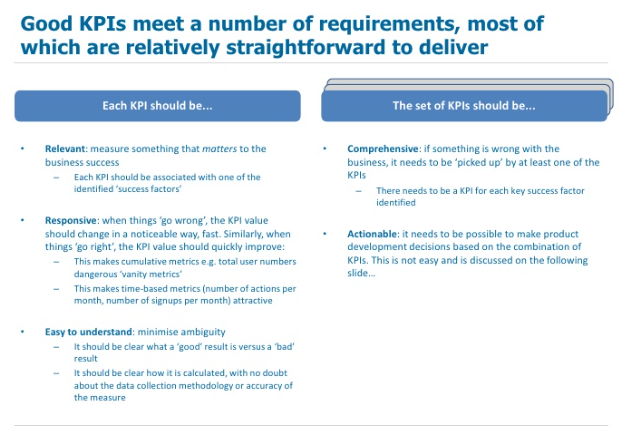 Good KPIs meet a number of requirements, most of
which are relatively straightforward to deliver
Each KPI should be...
• Relevant: measure something that matters to the
business success
– Each KPI should be associated with one of the
identified ‘success factors’
• Responsive: when things ‘go wrong’, the KPI value
should change in a noticeable way, fast. Similarly, when
things ‘go right’, the KPI value should quickly improve:
– This makes cumulative metrics e.g. total user numbers
dangerous ‘vanity metrics’
– This makes time-based metrics (number of actions per
month, number of signups per month) attractive
• Easy to understand: minimise ambiguity
– It should be clear what a ‘good’ result is versus a ‘bad’
result
– It should be clear how it is calculated, with no doubt
about the data collection methodology or accuracy of
the measure
The set of KPIs should be...
• Comprehensive: if something is wrong with the
business, it needs to be ‘picked up’ by at least one of the
KPIs
– There needs to be a KPI for each key success factor
identified
• Actionable: it needs to be possible to make product
development decisions based on the combination of
KPIs. This is not easy and is discussed on the following
slide...